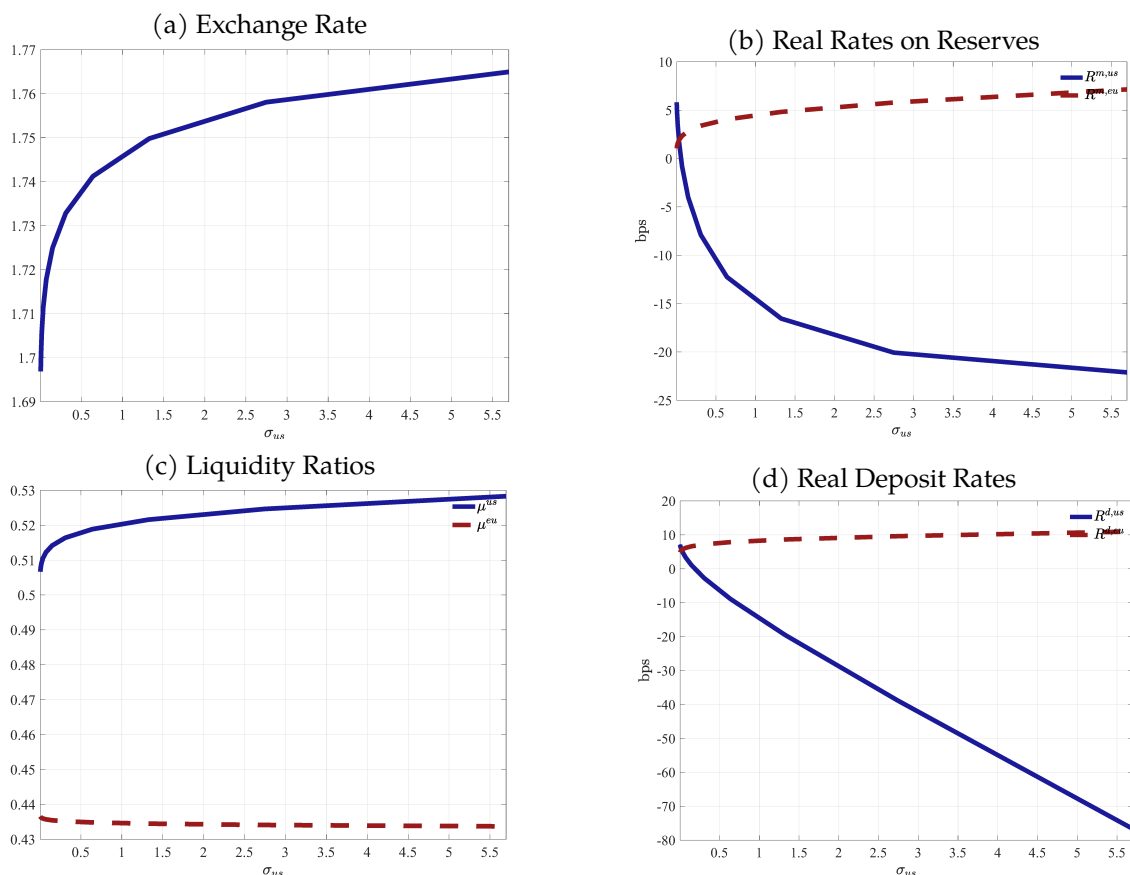 (a) Exchange Rate
1.77
1.76
1.75
1.74
1.73
1.72
1.71
1.7
1.69
0.5 1 1.5 2 2.5 3 3.5 4 4.5 5 5.5
σus
(b) Real Rates on Reserves
10
5
0
-5
-10
-15
-20
-25
bps
R^m,us
R^m,eu
0.5 1 1.5 2 2.5 3 3.5 4 4.5 5 5.5
σus
(c) Liquidity Ratios
0.53
0.52
0.51
0.5
0.49
0.48
0.47
0.46
0.45
0.44
0.43
μ^us
μ^eu
0.5 1 1.5 2 2.5 3 3.5 4 4.5 5 5.5
σus
(d) Real Deposit Rates
20
10
0
-10
-20
-30
-40
-50
-60
-70
-80
bps
R^d,us
R^d,eu
0.5 1 1.5 2 2.5 3 3.5 4 4.5 5 5.5
σus